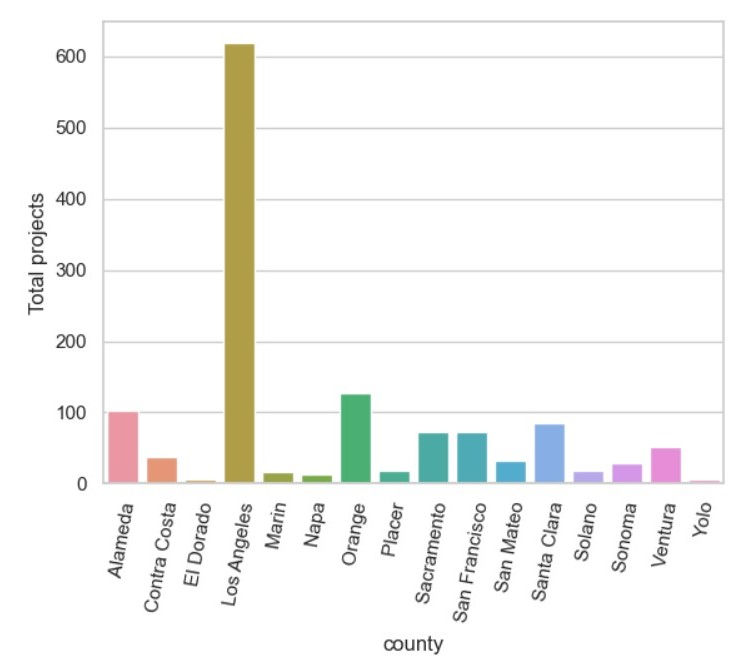 Total projects
600
500
400
300
200
100
0
Alameda
Contra Costa
El Dorado
Los Angeles
Marin
Napa
Orange
Placer
Sacramento
San Francisco
San Mateo
Santa Clara
Solano
Sonoma
Ventura
Yolo
county